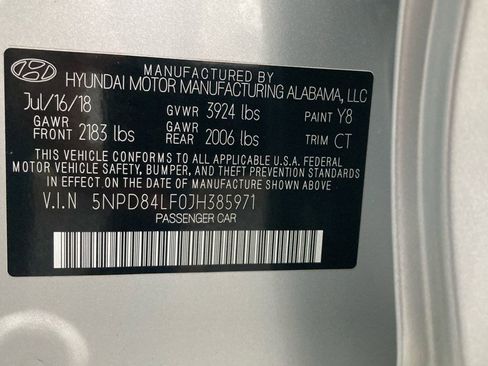 MANUFACTURED BY
HYUNDAI MOTOR MANUFACTURING ALABAMA, LLC
Jul/16/18 GVWR 3924 lbs PAINT Y8
GAWR FRONT 2183 lbs GAWR REAR 2006 lbs TRIM CT
THIS VEHICLE CONFORMS TO ALL APPLICABLE U.S.A. FEDERAL
MOTOR VEHICLE SAFETY, BUMPER, AND THEFT PREVENTION STANDARDS
IN EFFECT ON THE DATE OF MANUFACTURE SHOWN ABOVE
V.I.N 5NPD84LF0JH385971
PASSENGER CAR